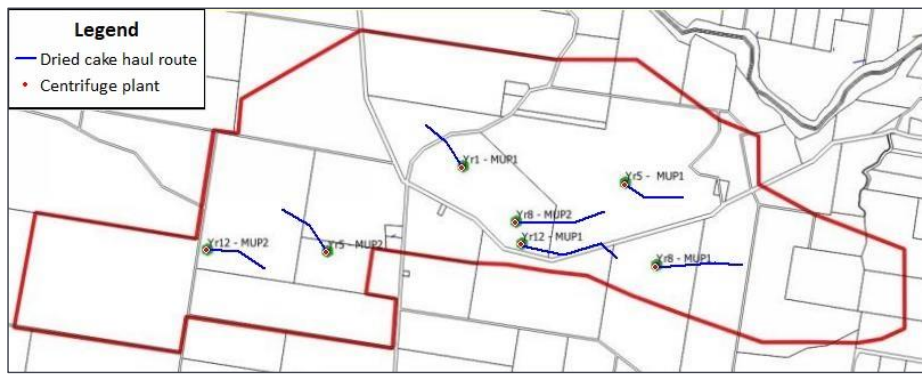 Legend
Dried cake haul route
Centrifuge plant
Yr1 - MUP1
Yr5 - MUP1
Yr8 - MUP2
Yr12 - MUP1
Yr12 - MUP2
Yr5 - MUP2
Yr8 - MUP1